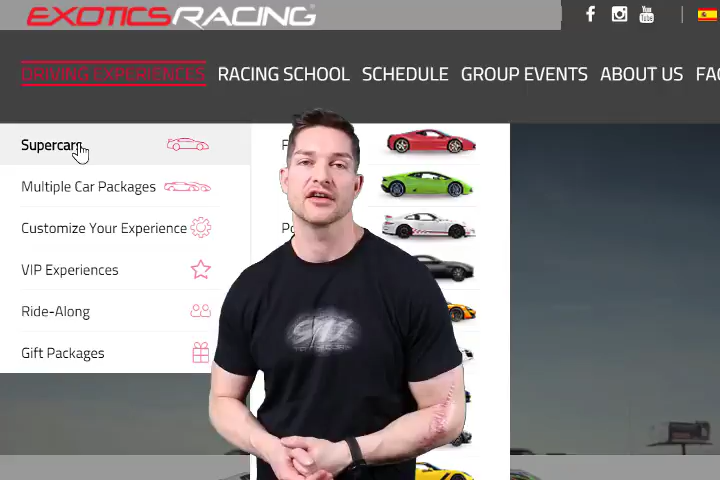 EXOTICSRACING
DRIVING EXPERIENCES RACING SCHOOL SCHEDULE GROUP EVENTS ABOUT US FA
Supercars
Multiple Car Packages
Customize Your Experience
VIP Experiences
Ride-Along
Gift Packages